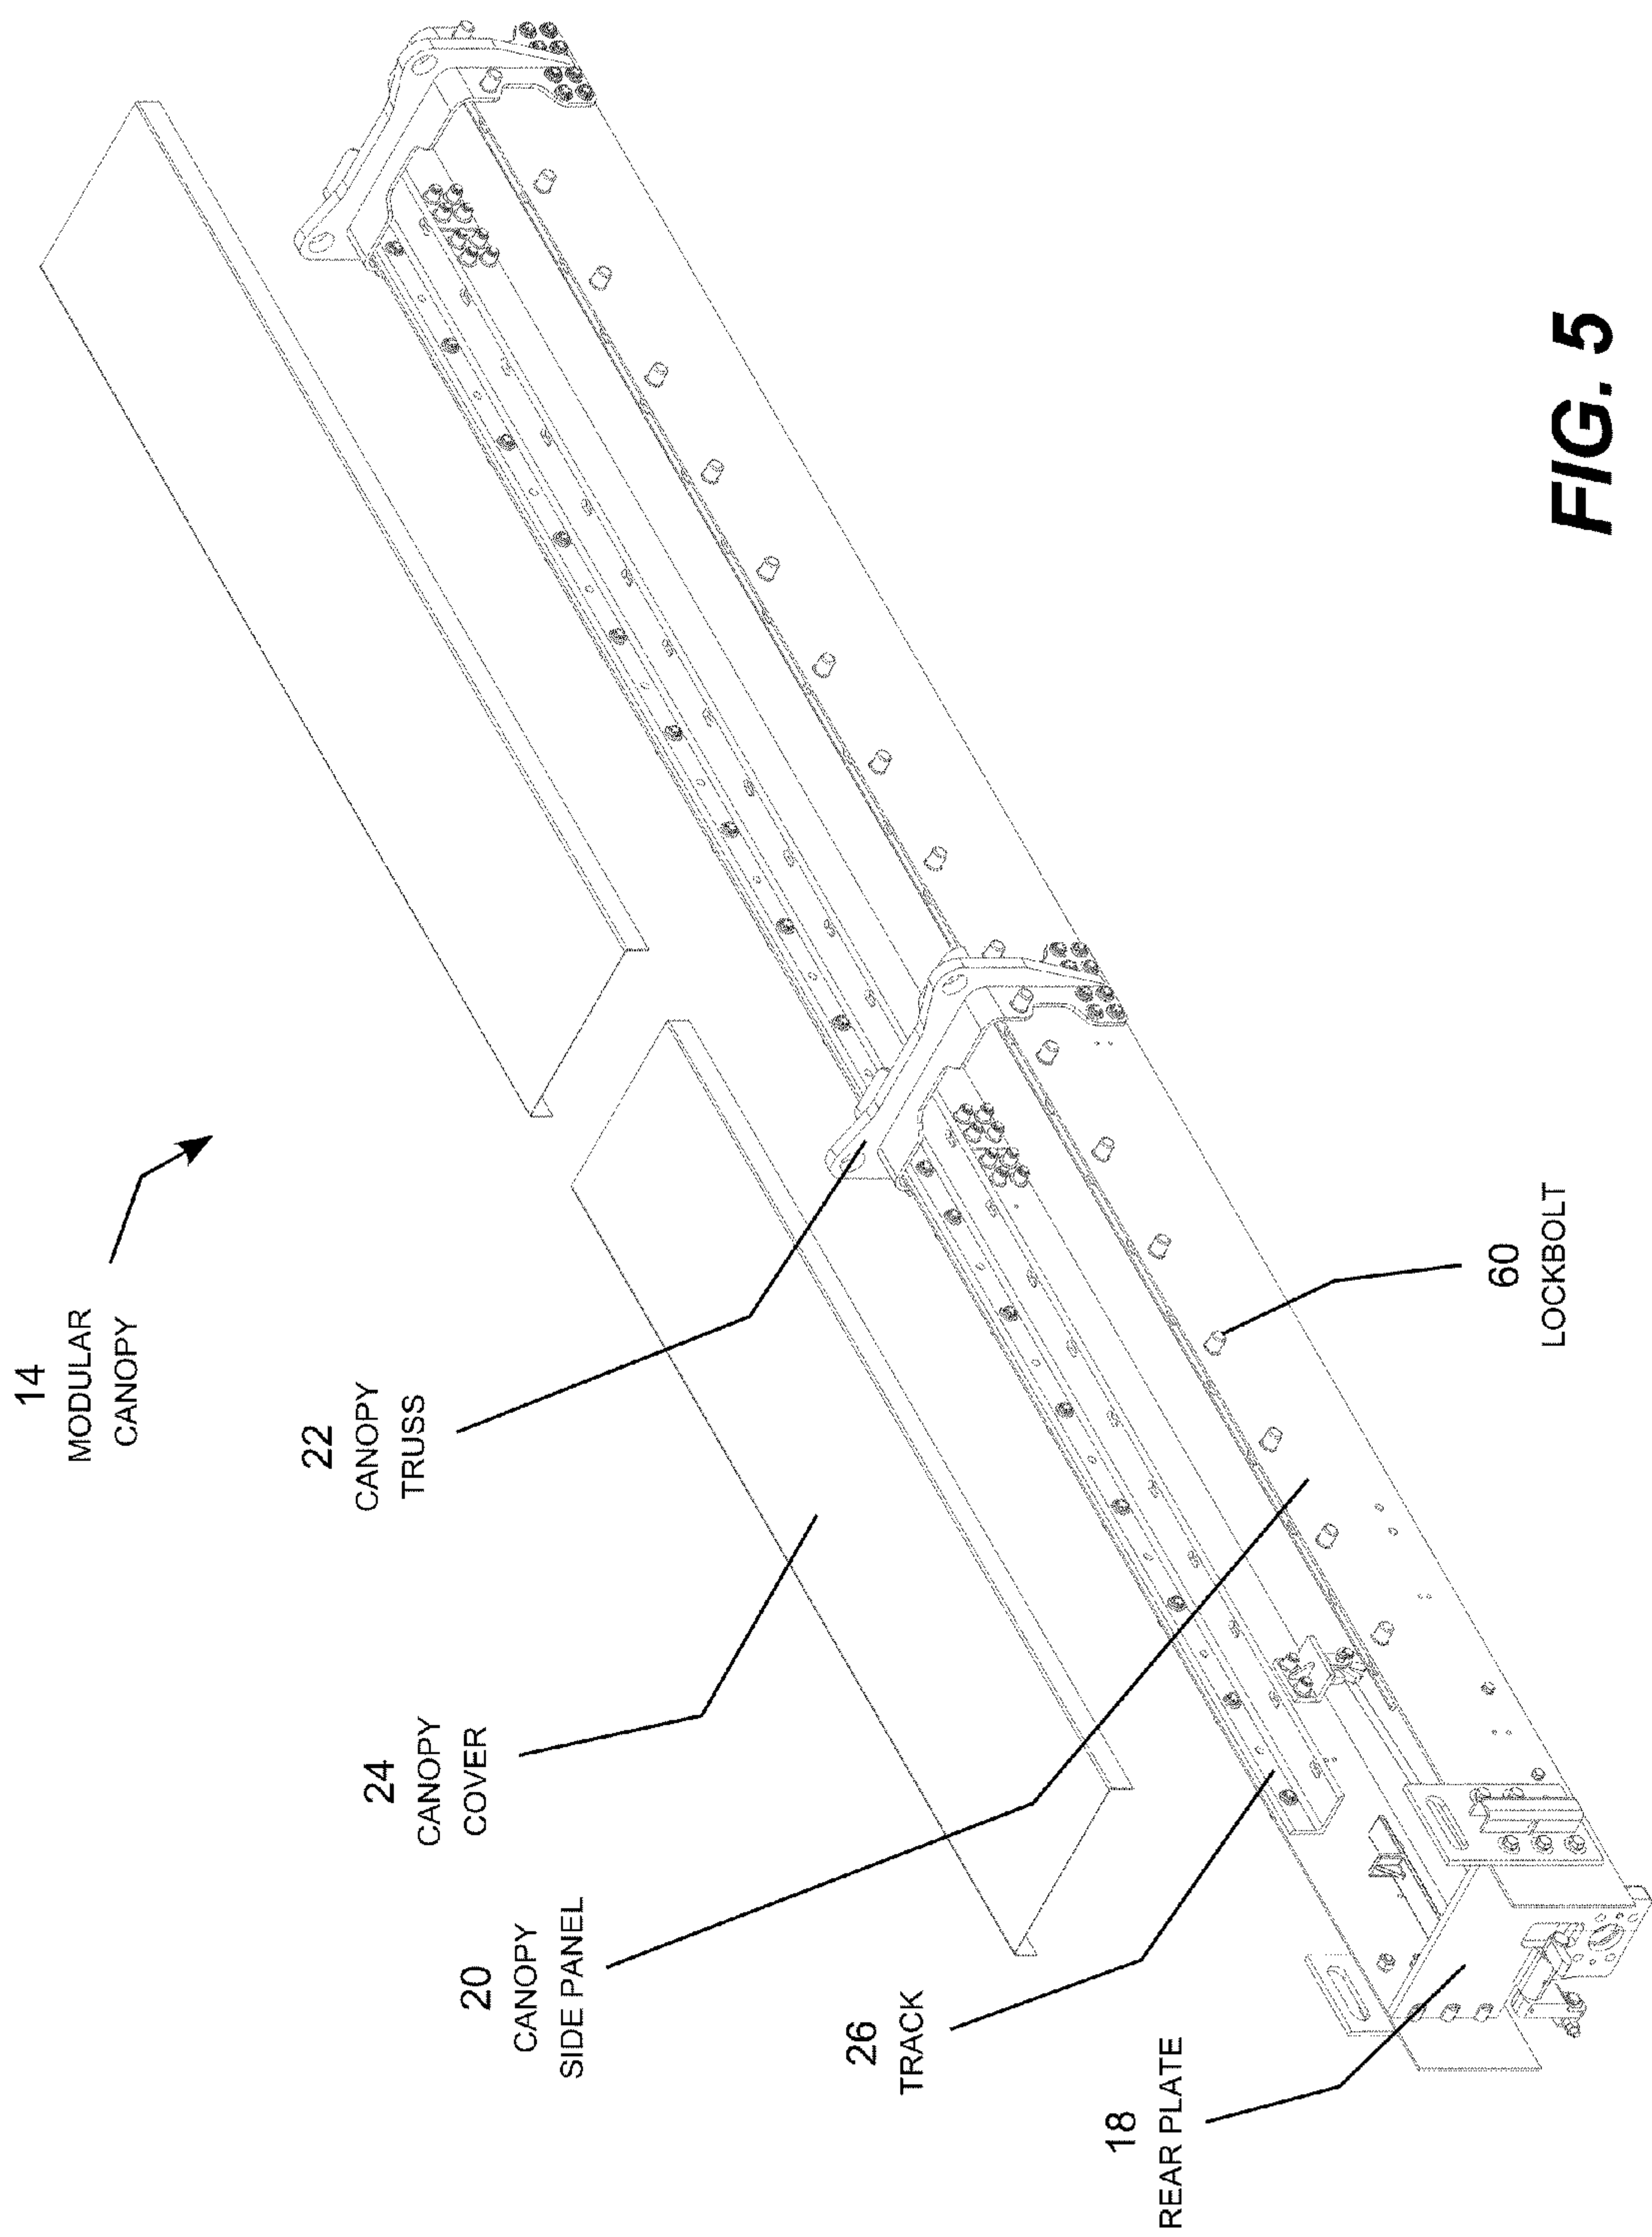 14
MODULAR
CANOPY
22
CANOPY
TRUSS
24
CANOPY
COVER
20
CANOPY
SIDE PANEL
26
TRACK
18
REAR PLATE
60
LOCKBOLT
FIG. 5